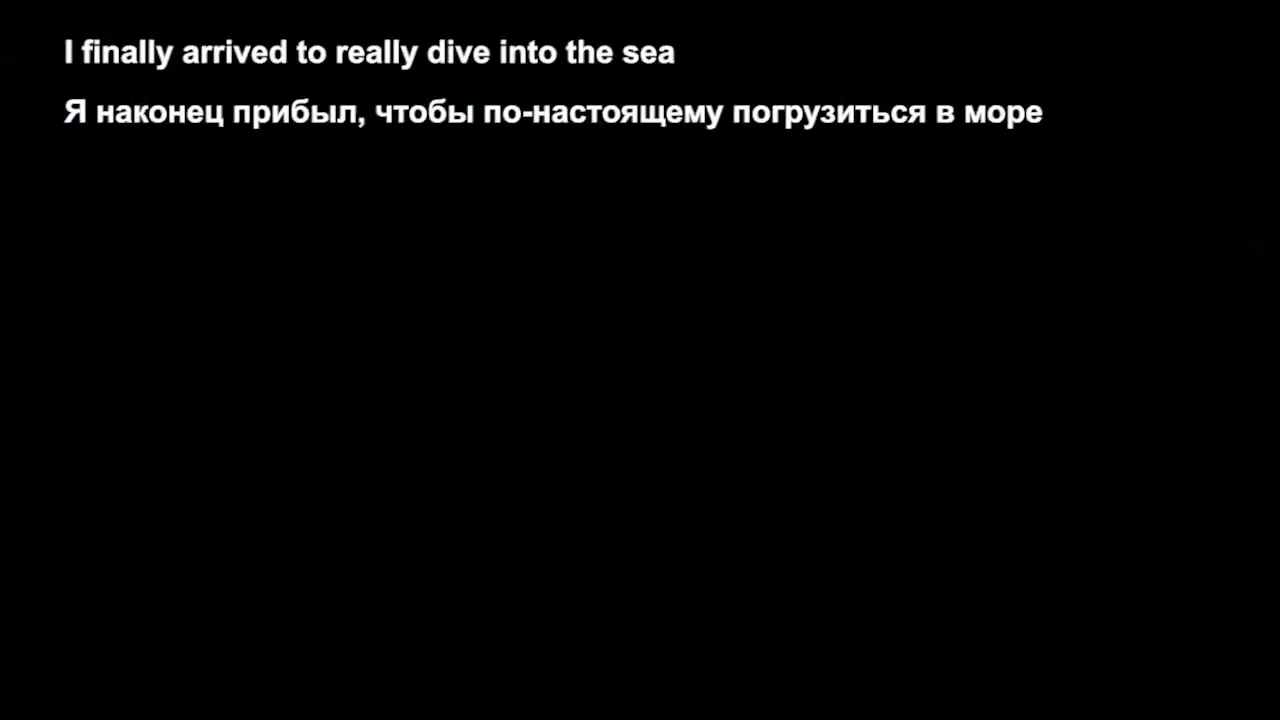 I finally arrived to really dive into the sea
Я наконец прибыл, чтобы по-настоящему погрузиться в море